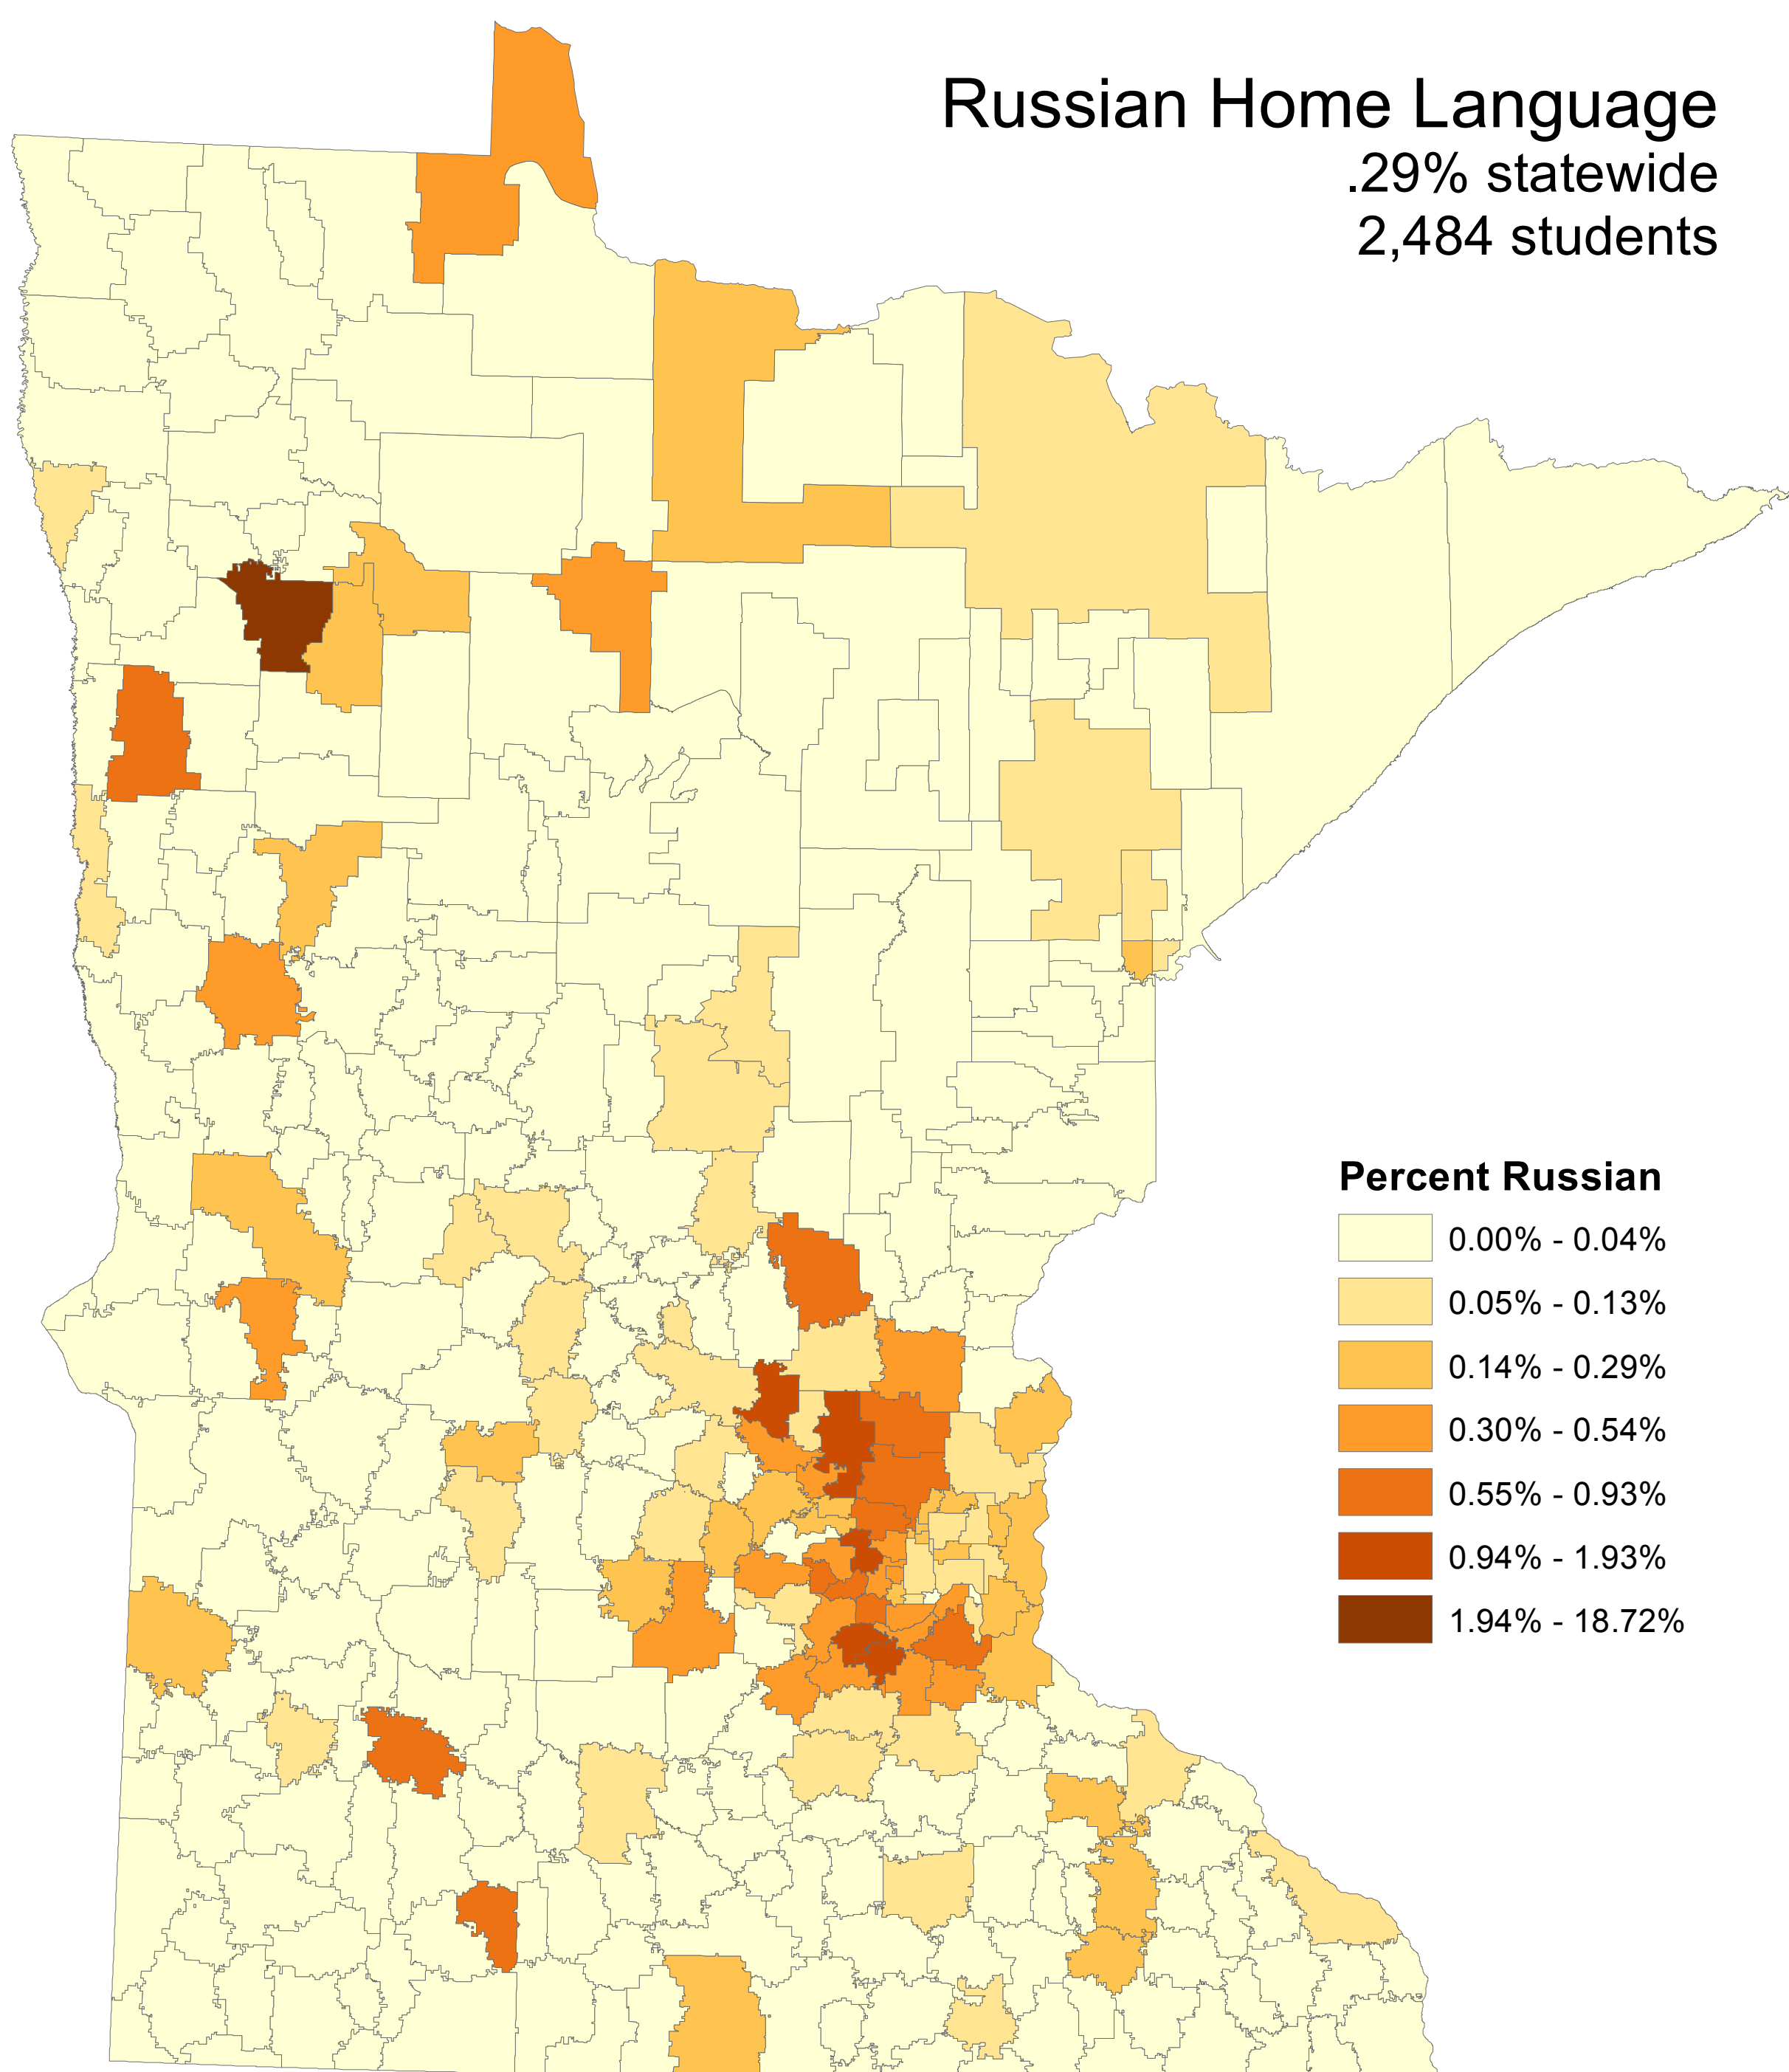 Russian Home Language
.29% statewide
2,484 students
Percent Russian
0.00% - 0.04%
0.05% - 0.13%
0.14% - 0.29%
0.30% - 0.54%
0.55% - 0.93%
0.94% - 1.93%
1.94% - 18.72%